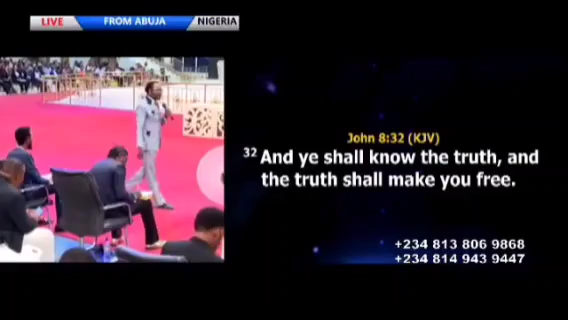 LIVE FROM ABUJA NIGERIA
John 8:32 (KJV)
32 And ye shall know the truth, and
the truth shall make you free.
+234 813 806 9868
+234 814 943 9447